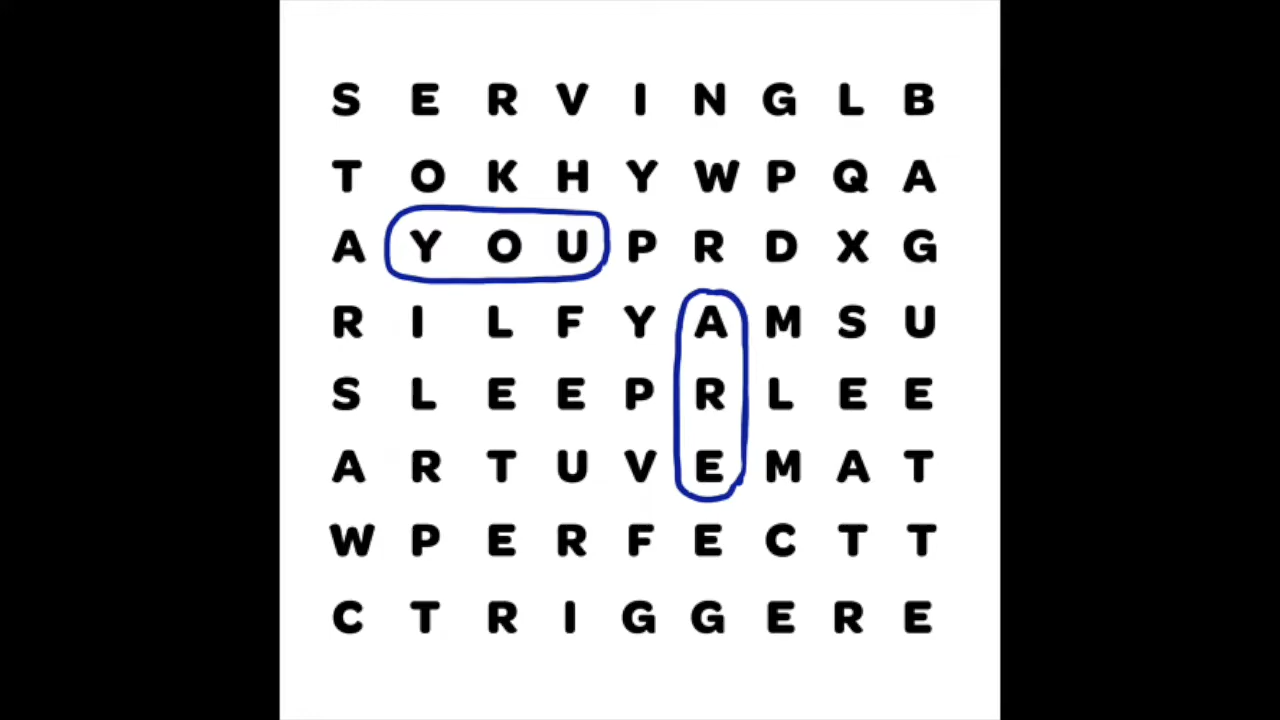 S E R V I N G L B
T O K H Y W P Q A
A Y O U P R D X G
R I L F Y A M S U
S L E E P R L E E
A R T U V E M A T
W P E R F E C T T
C T R I G G E R E